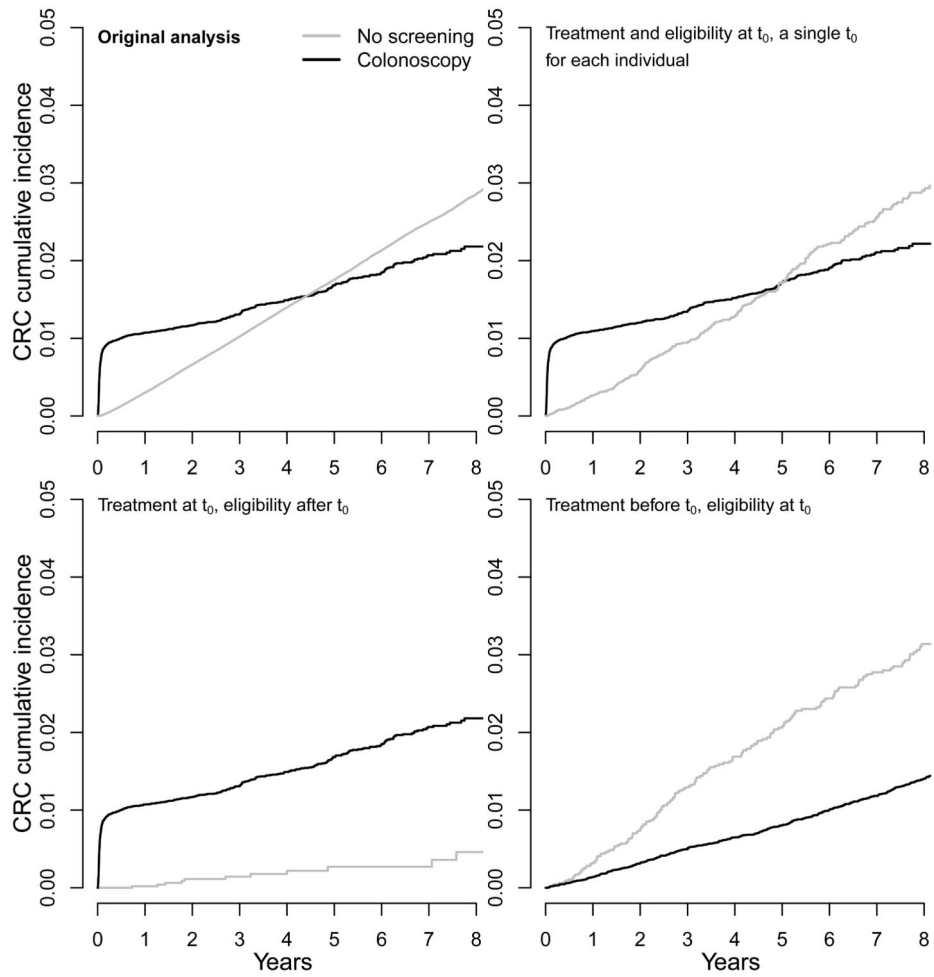 Original analysis
No screening
Colonoscopy
CRC cumulative incidence
0.05
0.04
0.03
0.02
0.01
0.00
0 1 2 3 4 5 6 7 8
Treatment and eligibility at t₀, a single t₀
for each individual
0.05
0.04
0.03
0.02
0.01
0.00
0 1 2 3 4 5 6 7 8
Treatment at t₀, eligibility after t₀
CRC cumulative incidence
0.05
0.04
0.03
0.02
0.01
0.00
0 1 2 3 4 5 6 7 8
Years
Treatment before t₀, eligibility at t₀
0.05
0.04
0.03
0.02
0.01
0.00
0 1 2 3 4 5 6 7 8
Years